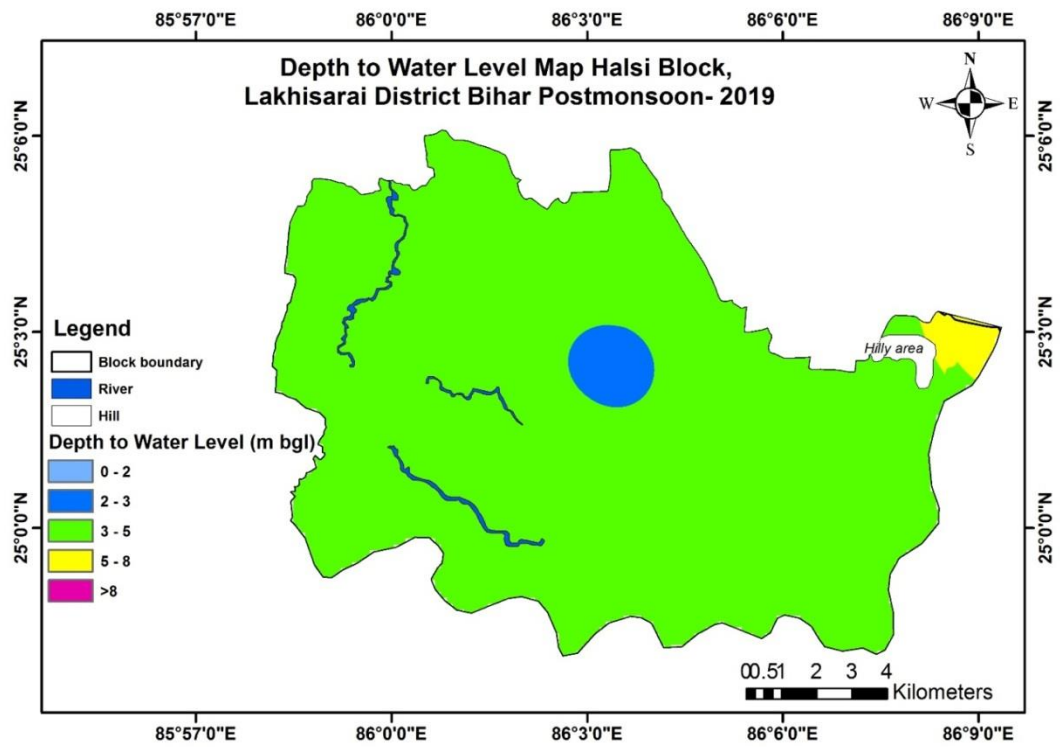 85°57'0"E 86°0'0"E 86°3'0"E 86°6'0"E 86°9'0"E
Depth to Water Level Map Halsi Block,
Lakhisarai District Bihar Postmonsoon- 2019
N
W E
S
25°6'0"N 25°6'0"N
25°3'0"N 25°3'0"N
25°0'0"N 25°0'0"N
Hilly area
Legend
Block boundary
River
Hill
Depth to Water Level (m bgl)
0 - 2
2 - 3
3 - 5
5 - 8
>8
00.51 2 3 4
Kilometers
85°57'0"E 86°0'0"E 86°3'0"E 86°6'0"E 86°9'0"E